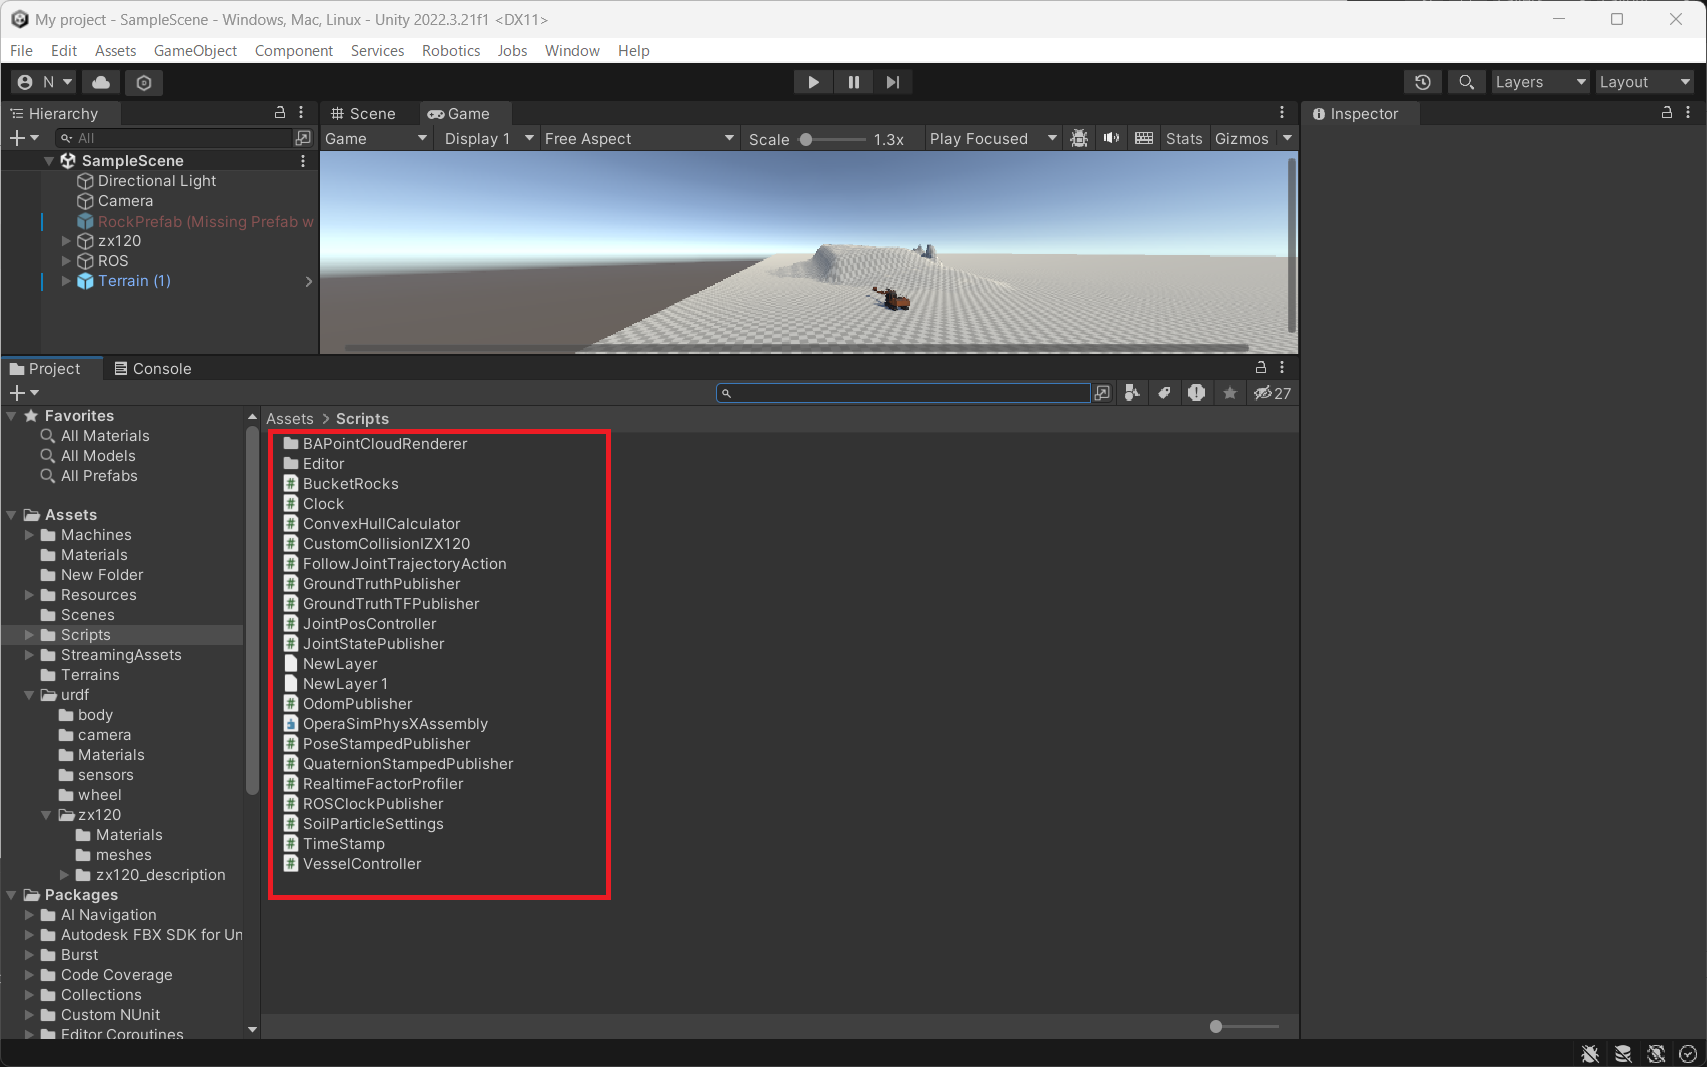 My project - SampleScene - Windows, Mac, Linux - Unity 2022.3.21f1 <DX11>
File Edit Assets GameObject Component Services Robotics Jobs Window Help
N
Layers Layout
Hierarchy
All
SampleScene
Directional Light
Camera
RockPrefab (Missing Prefab w
zx120
ROS
Terrain (1)
Scene Game
Game Display 1 Free Aspect Scale 1.3x Play Focused Stats Gizmos
Inspector
Project Console
27
Favorites
All Materials
All Models
All Prefabs
Assets
Machines
Materials
New Folder
Resources
Scenes
Scripts
StreamingAssets
Terrains
urdf
body
camera
Materials
sensors
wheel
zx120
Materials
meshes
zx120_description
Packages
AI Navigation
Autodesk FBX SDK for Un
Burst
Code Coverage
Collections
Custom NUnit
Editor Coroutines
Assets > Scripts
BAPointCloudRenderer
Editor
BucketRocks
Clock
ConvexHullCalculator
CustomCollisionIZX120
FollowJointTrajectoryAction
GroundTruthPublisher
GroundTruthTFPublisher
JointPosController
JointStatePublisher
NewLayer
NewLayer 1
OdomPublisher
OperaSimPhysXAssembly
PoseStampedPublisher
QuaternionStampedPublisher
RealtimeFactorProfiler
ROSClockPublisher
SoilParticleSettings
TimeStamp
VesselController